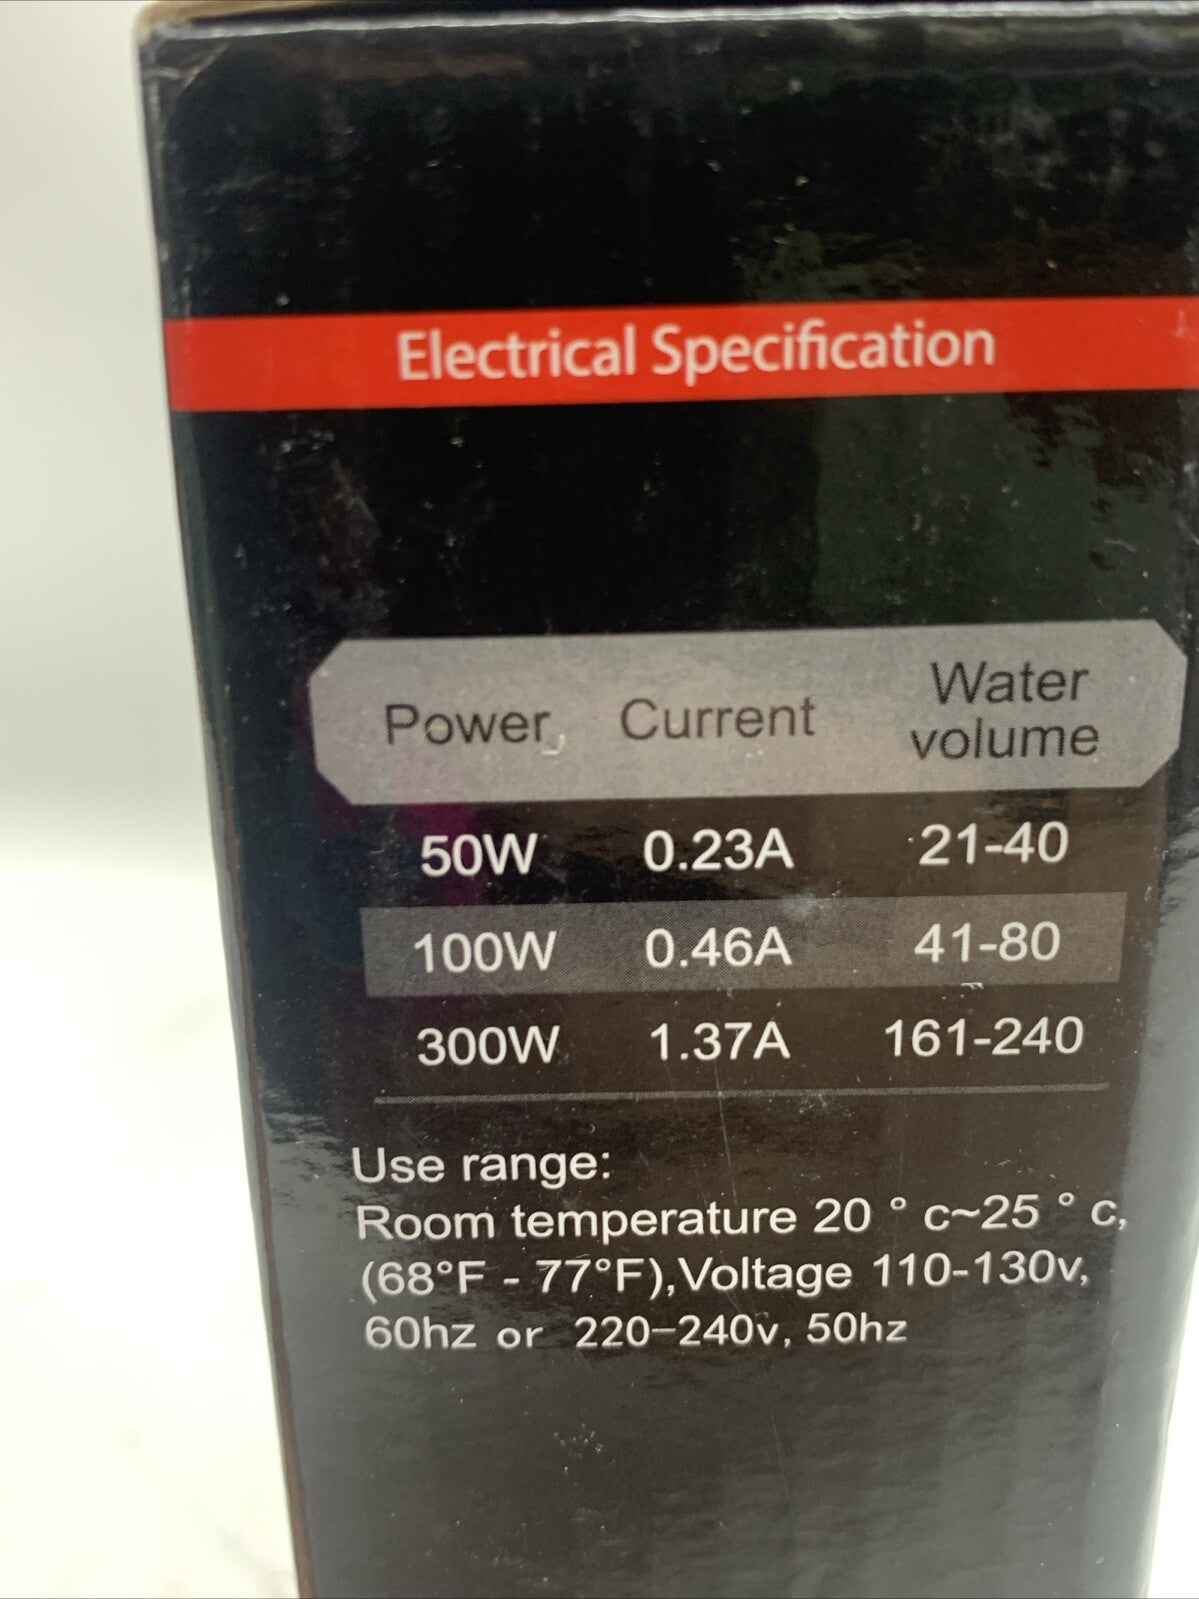 Electrical Specification
Power Current Water volume
50W 0.23A 21-40
100W 0.46A 41-80
300W 1.37A 161-240
Use range:
Room temperature 20 ° c~25 ° c,
(68°F - 77°F),Voltage 110-130v,
60hz or 220-240v, 50hz